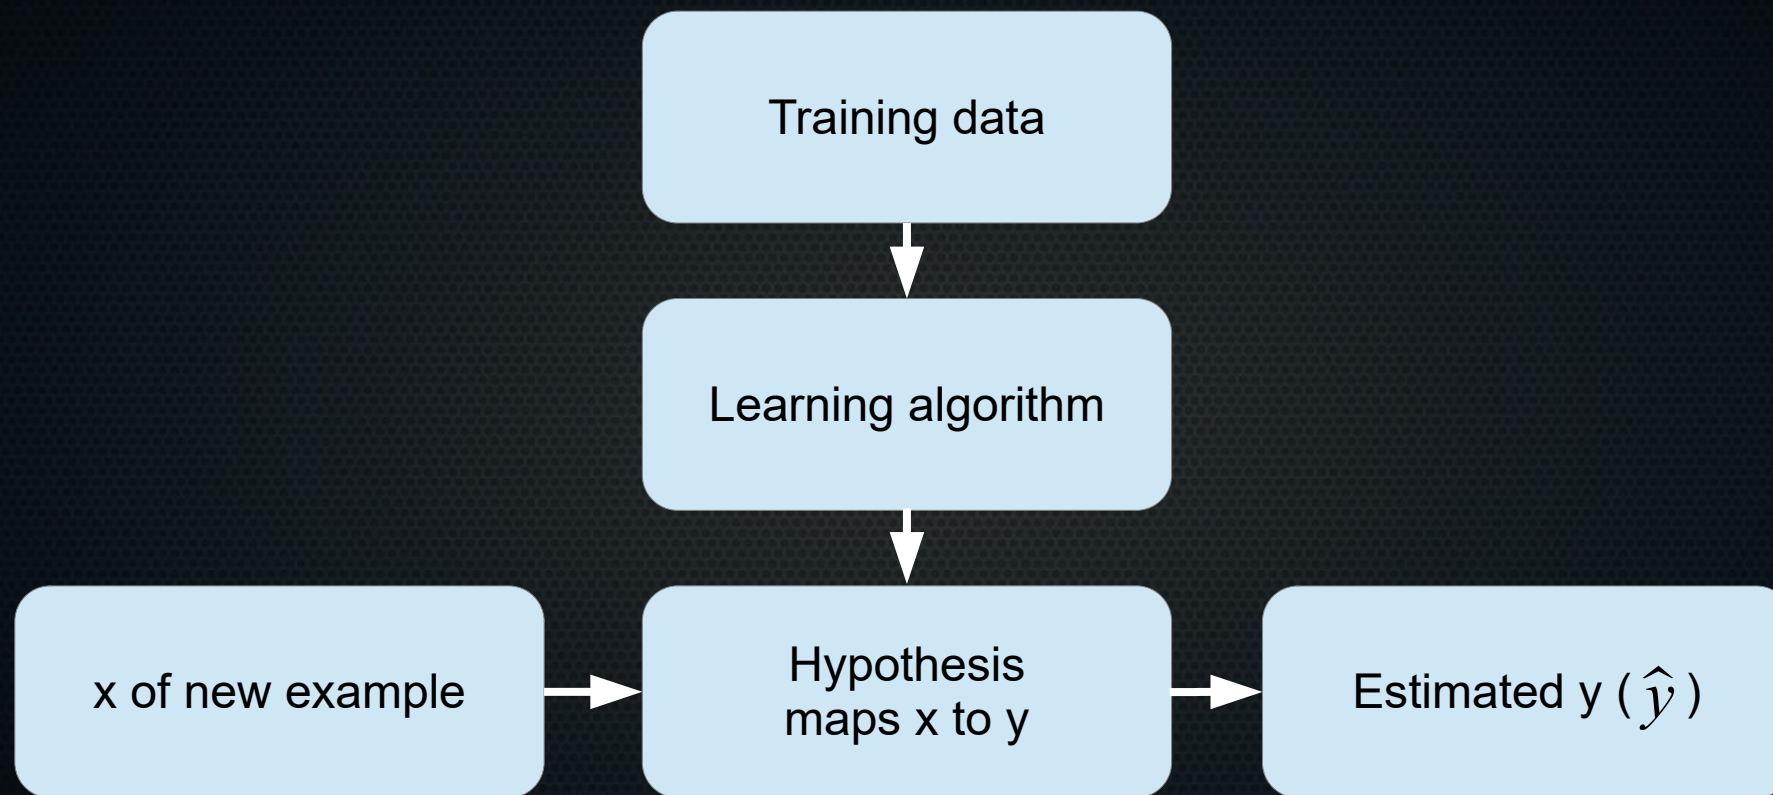 Training data
Learning algorithm
x of new example
Hypothesis
maps x to y
Estimated y ( ŷ )